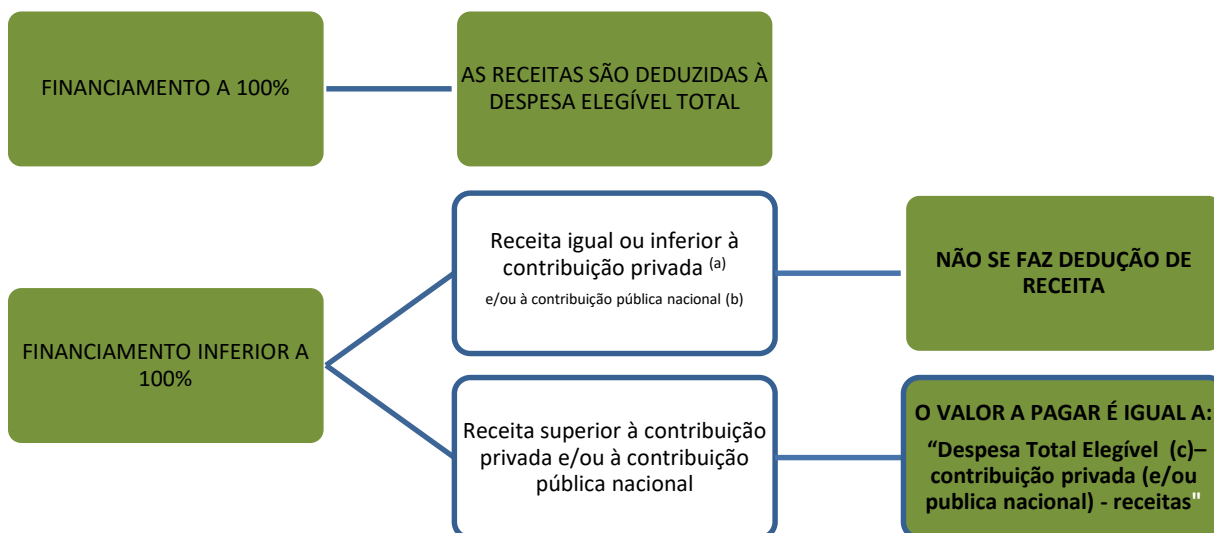 FINANCIAMENTO A 100%
AS RECEITAS SÃO DEDUZIDAS À
DESPESA ELEGÍVEL TOTAL
FINANCIAMENTO INFERIOR A
100%
Receita igual ou inferior à
contribuição privada (a)
e/ou à contribuição pública nacional (b)
NÃO SE FAZ DEDUÇÃO DE
RECEITA
Receita superior à contribuição
privada e/ou à contribuição
pública nacional
O VALOR A PAGAR É IGUAL A:
“Despesa Total Elegível (c)–
contribuição privada (e/ou
publica nacional) - receitas"